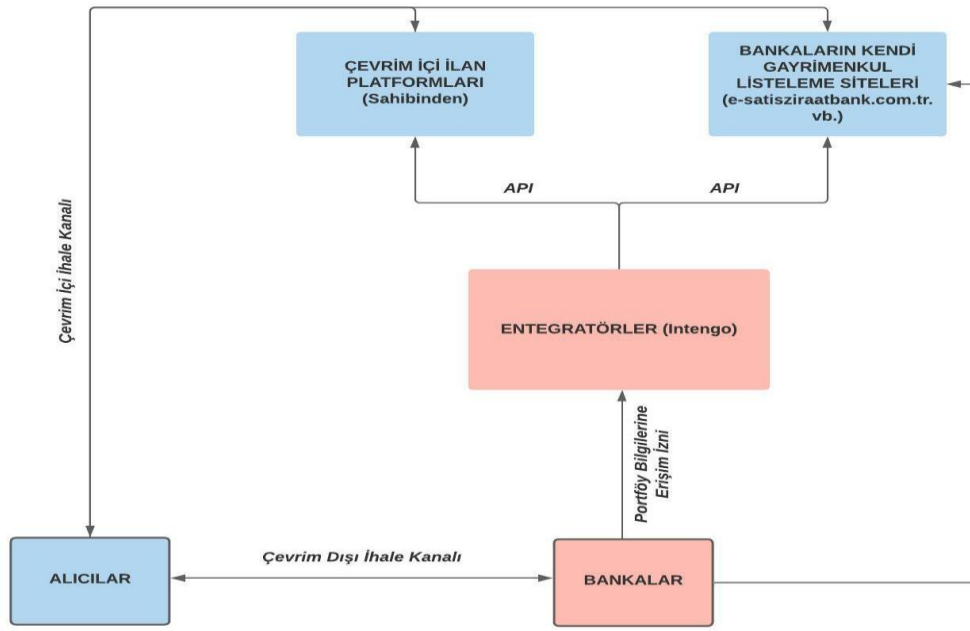 ÇEVRİM İÇİ İLAN
PLATFORMLARI
(Sahibinden)
BANKALARIN KENDİ
GAYRİMENKUL
LİSTELEME SİTELERİ
(e-satisziraatbank.com.tr.
vb.)
API
API
Çevrim İçi İhale Kanalı
ENTEGRATÖRLER (Intengo)
Portföy Bilgilerine
Erişim İzni
ALICILAR
Çevrim Dışı İhale Kanalı
BANKALAR